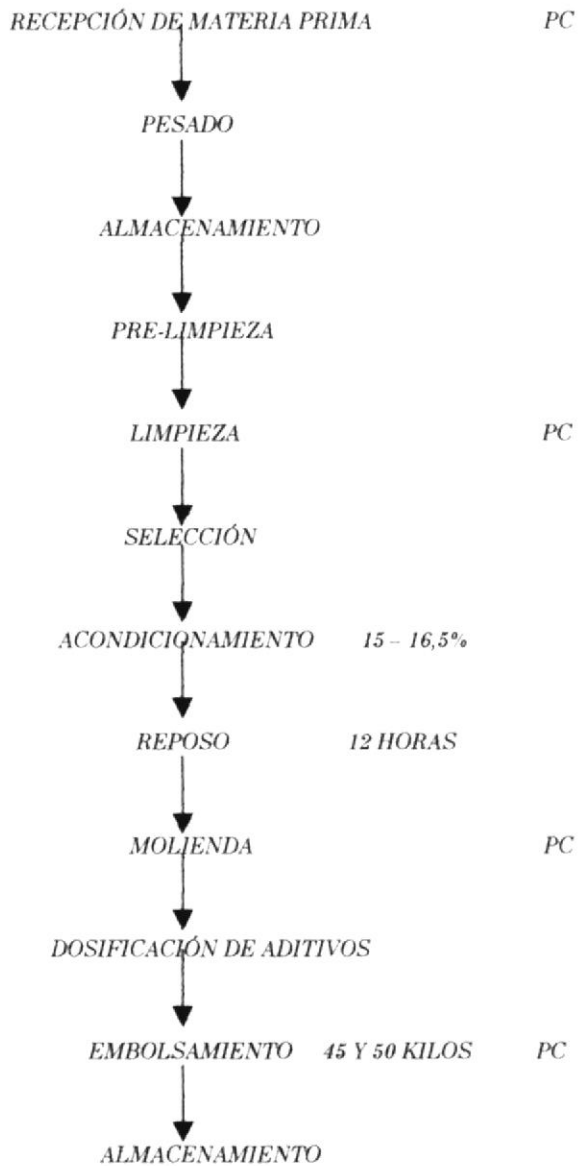 RECEPCIÓN DE MATERIA PRIMA PC
PESADO
ALMACENAMIENTO
PRE-LIMPIEZA
LIMPIEZA PC
SELECCIÓN
ACONDICIONAMIENTO 15 – 16,5%
REPOSO 12 HORAS
MOLIENDA PC
DOSIFICACIÓN DE ADITIVOS
EMBOLSAMIENTO 45 Y 50 KILOS PC
ALMACENAMIENTO